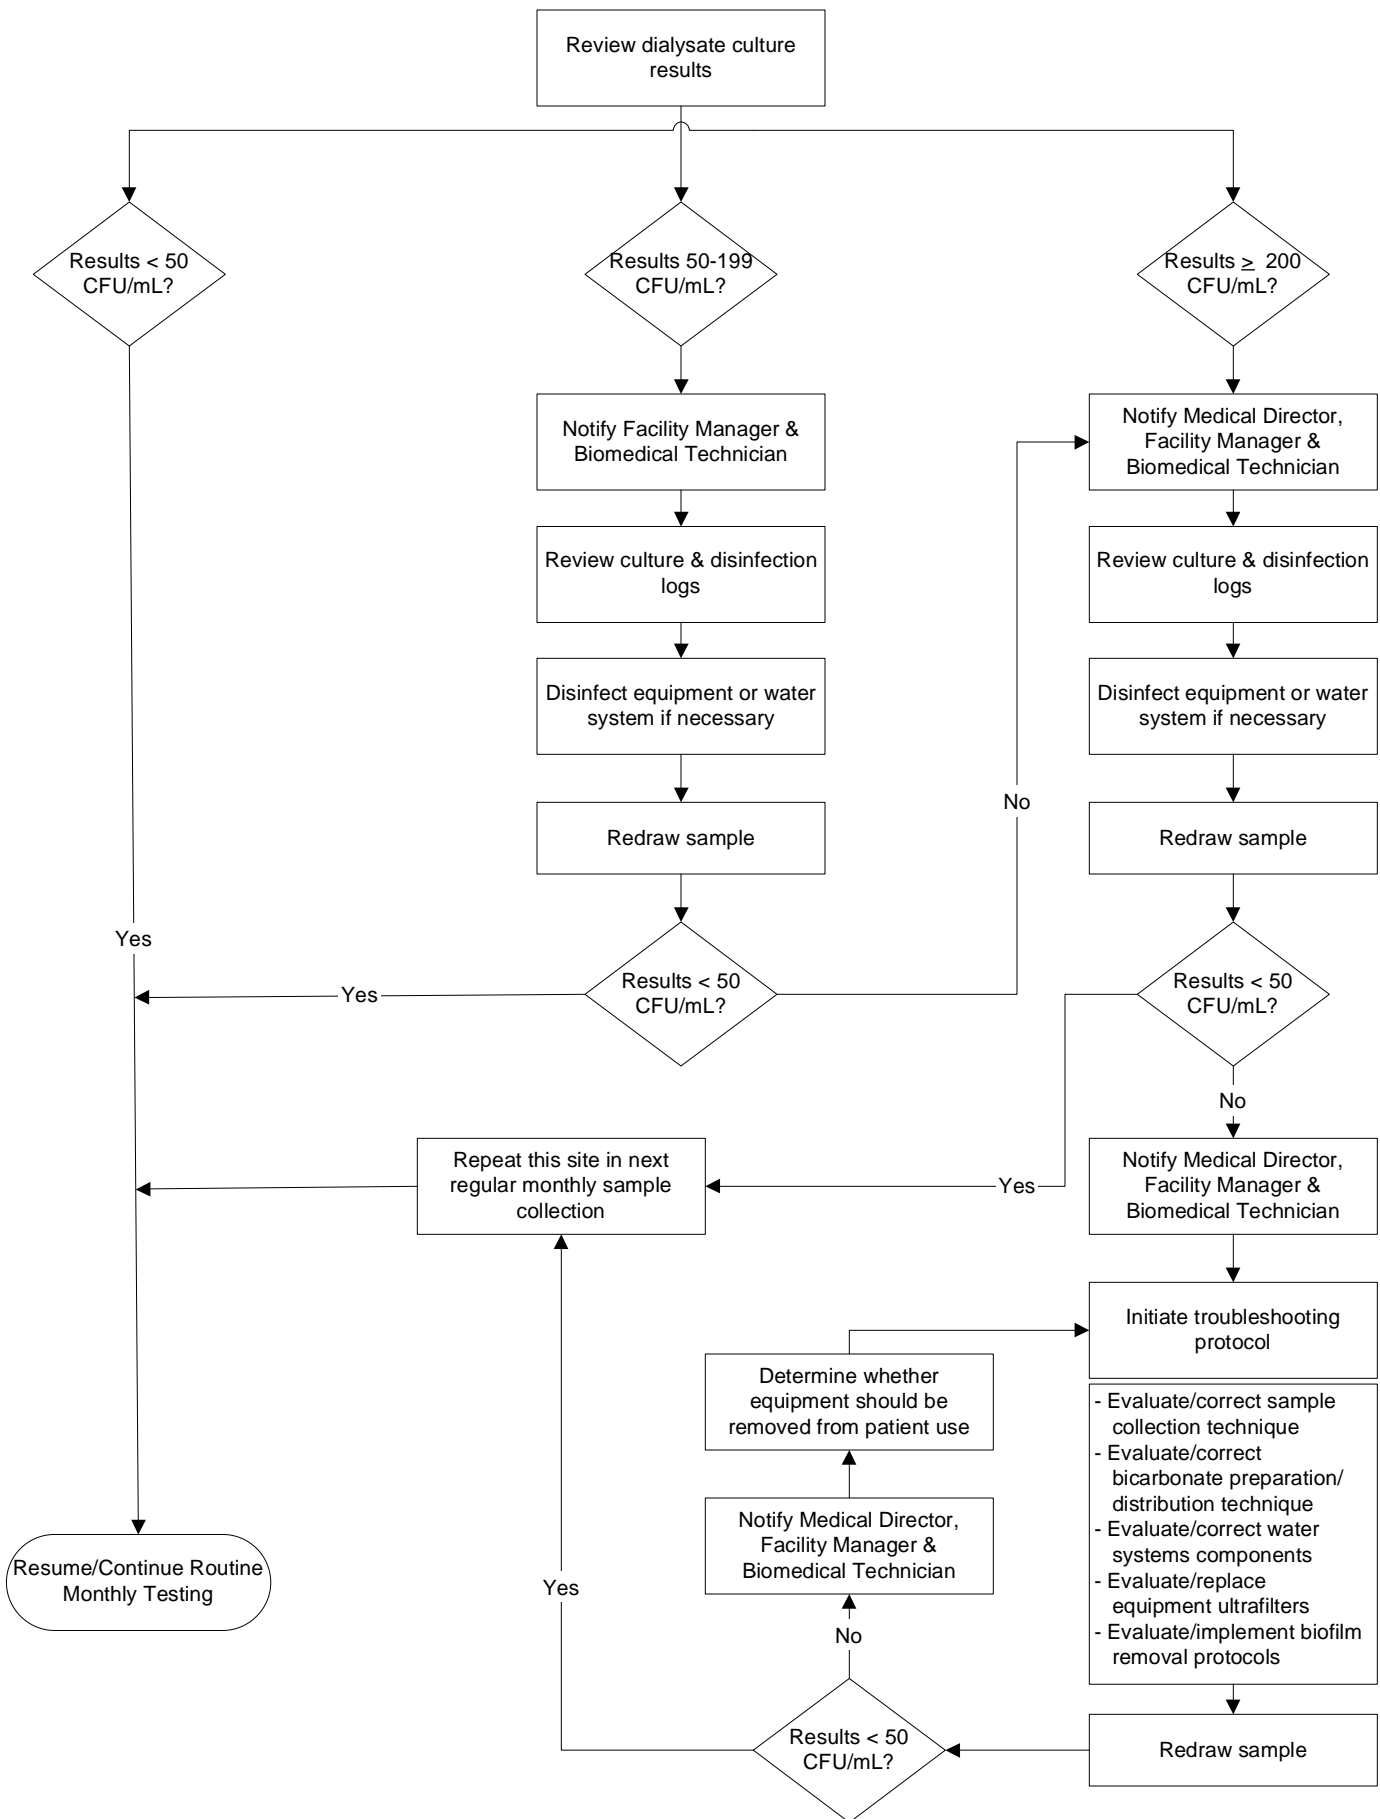 Review dialysate culture
results
Results < 50
CFU/mL?
Results 50-199
CFU/mL?
Results ≥ 200
CFU/mL?
Notify Facility Manager &
Biomedical Technician
Notify Medical Director,
Facility Manager &
Biomedical Technician
Review culture & disinfection
logs
Review culture & disinfection
logs
Disinfect equipment or water
system if necessary
Disinfect equipment or water
system if necessary
No
Redraw sample
Redraw sample
Yes
Yes
Results < 50
CFU/mL?
Results < 50
CFU/mL?
No
Repeat this site in next
regular monthly sample
collection
Yes
Notify Medical Director,
Facility Manager &
Biomedical Technician
Initiate troubleshooting
protocol
Determine whether
equipment should be
removed from patient use
- Evaluate/correct sample
collection technique
- Evaluate/correct
bicarbonate preparation/
distribution technique
- Evaluate/correct water
systems components
- Evaluate/replace
equipment ultrafilters
- Evaluate/implement biofilm
removal protocols
Notify Medical Director,
Facility Manager &
Biomedical Technician
Resume/Continue Routine
Monthly Testing
Yes
No
Results < 50
CFU/mL?
Redraw sample